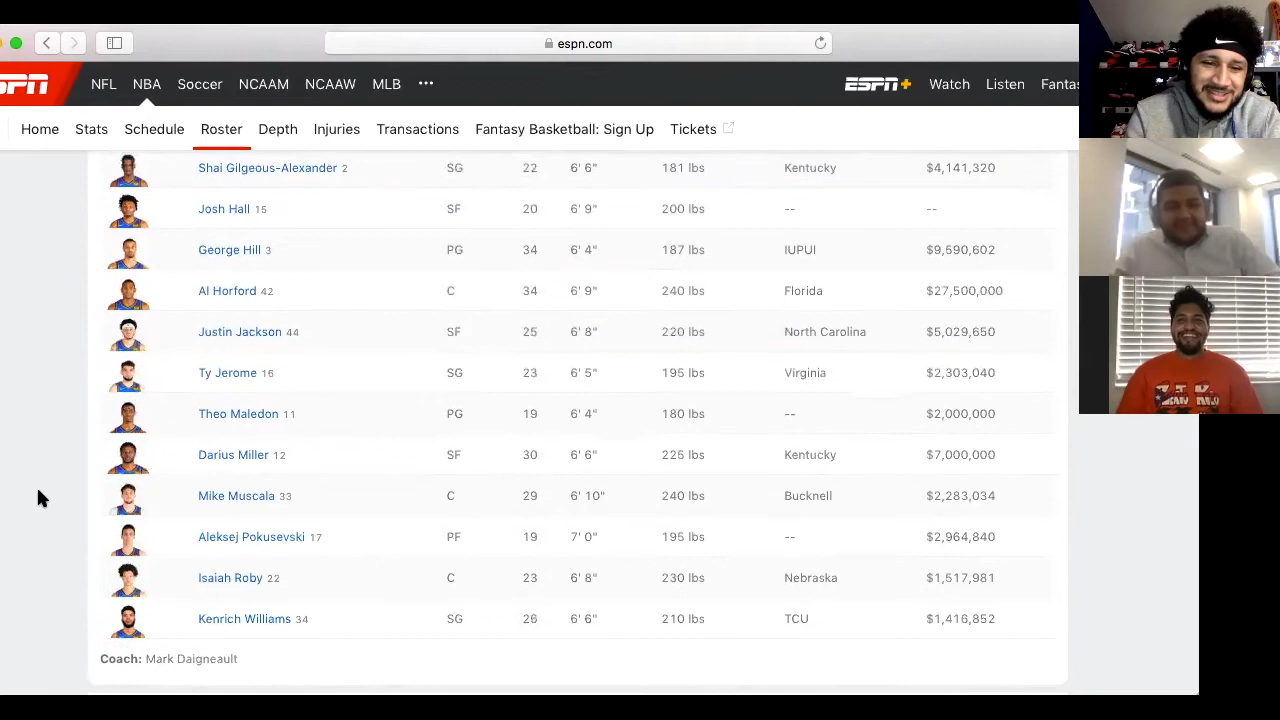 espn.com
NFL NBA Soccer NCAAM NCAAW MLB ••• ESPN+ Watch Listen
Home Stats Schedule Roster Depth Injuries Transactions Fantasy Basketball: Sign Up Tickets
Shai Gilgeous-Alexander 2 SG 22 6' 6" 181 lbs Kentucky $4,141,320
Josh Hall 15 SF 20 6' 9" 200 lbs -- --
George Hill 3 PG 34 6' 4" 187 lbs IUPUI $9,590,602
Al Horford 42 C 34 6' 9" 240 lbs Florida $27,500,000
Justin Jackson 44 SF 25 6' 8" 220 lbs North Carolina $5,029,650
Ty Jerome 16 SG 23 6' 5" 195 lbs Virginia $2,303,040
Theo Maledon 11 PG 19 6' 4" 180 lbs -- $2,000,000
Darius Miller 12 SF 30 6' 6" 225 lbs Kentucky $7,000,000
Mike Muscala 33 C 29 6' 10" 240 lbs Bucknell $2,283,034
Aleksej Pokusevski 17 PF 19 7' 0" 195 lbs -- $2,964,840
Isaiah Roby 22 C 23 6' 8" 230 lbs Nebraska $1,517,981
Kenrich Williams 34 SG 26 6' 6" 210 lbs TCU $1,416,852
Coach: Mark Daigneault